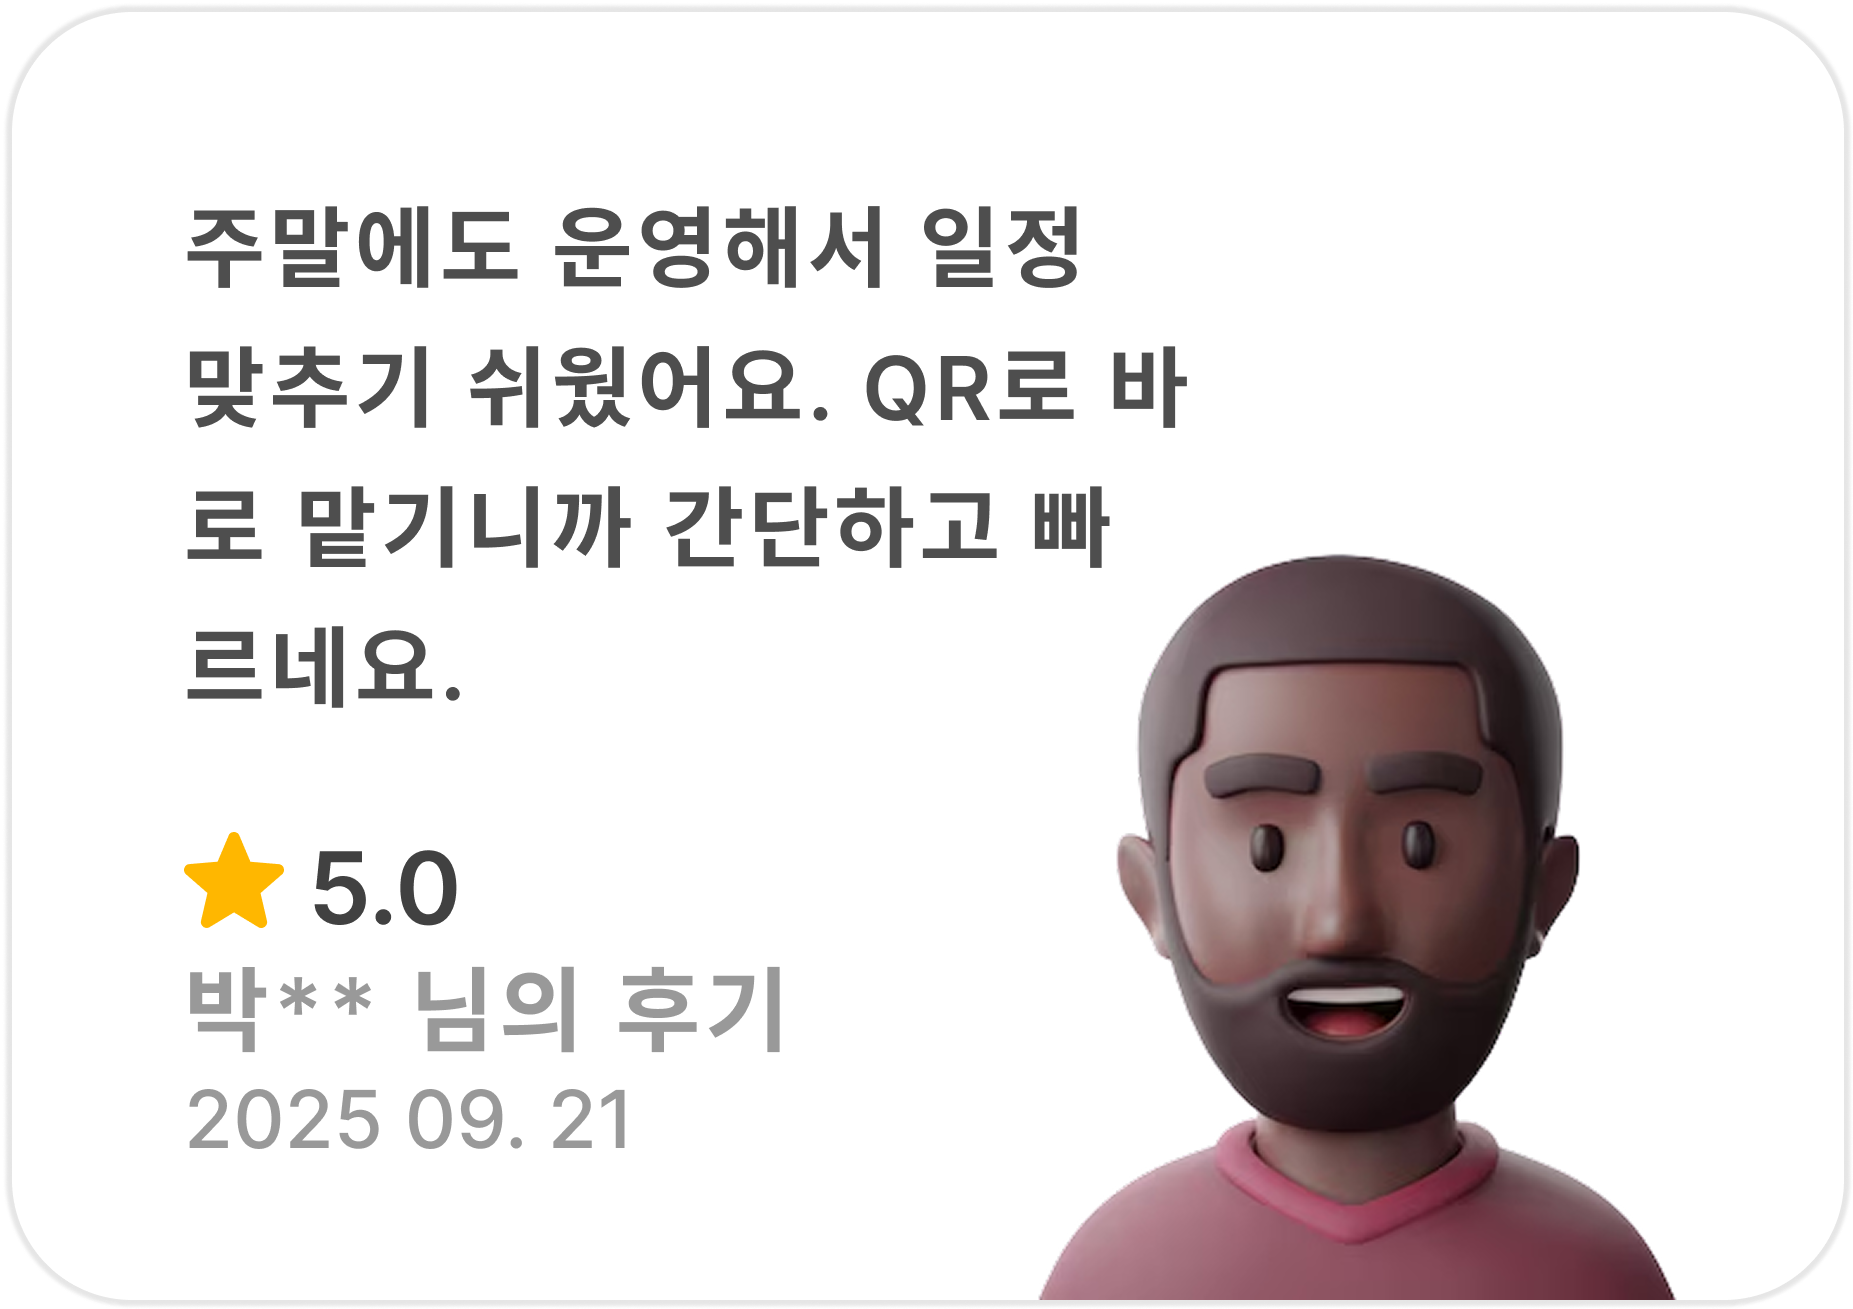 주말에도 운영해서 일정
맞추기 쉬웠어요. QR로 바
로 맡기니까 간단하고 빠
르네요.
5.0
박** 님의 후기
2025 09. 21